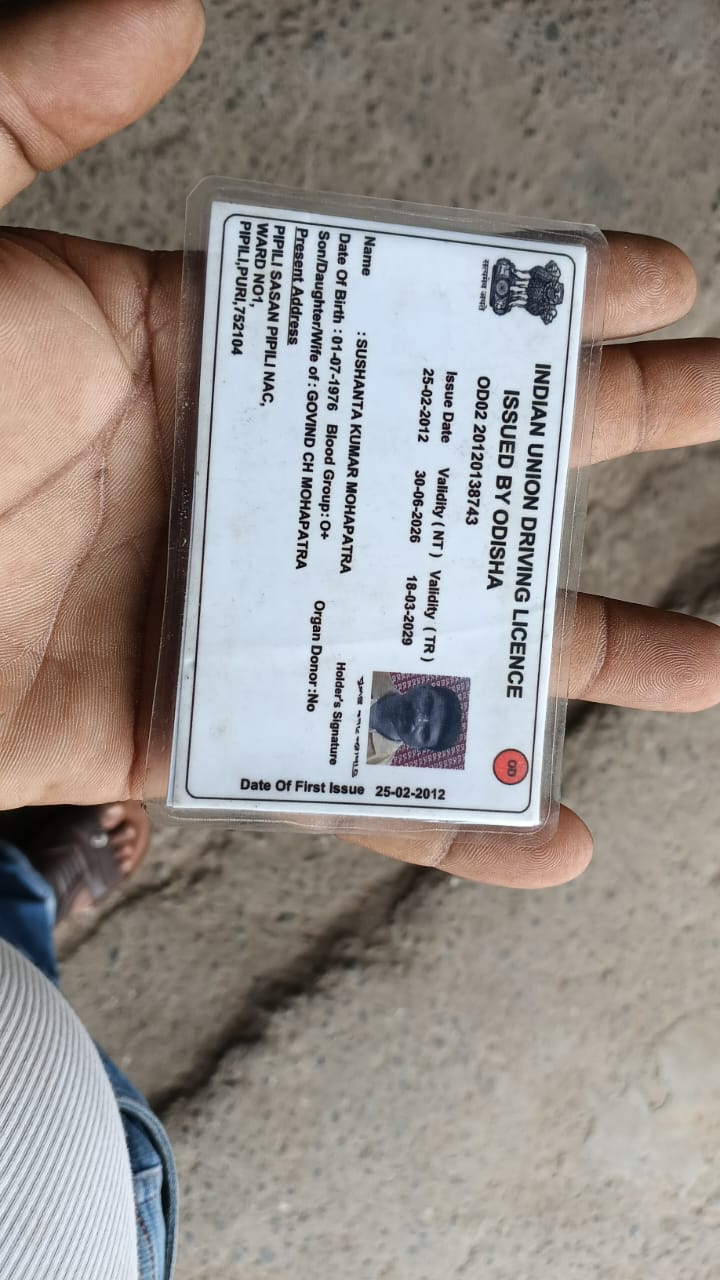 INDIAN UNION DRIVING LICENCE
ISSUED BY ODISHA
सत्यमेव जयते
OD02 20120138743
OD
Issue Date Validity ( NT ) Validity ( TR )
25-02-2012 30-06-2026 18-03-2029
Name : SUSHANTA KUMAR MOHAPATRA
Holder's Signature
Date Of Birth : 01-07-1976 Blood Group: O+
Son/Daughter/Wife of : GOVIND CH MOHAPATRA Organ Donor :No
Present Address
PIPILI SASAN PIPILI NAC,
WARD NO1,
PIPILI,PURI,752104
Date Of First Issue 25-02-2012